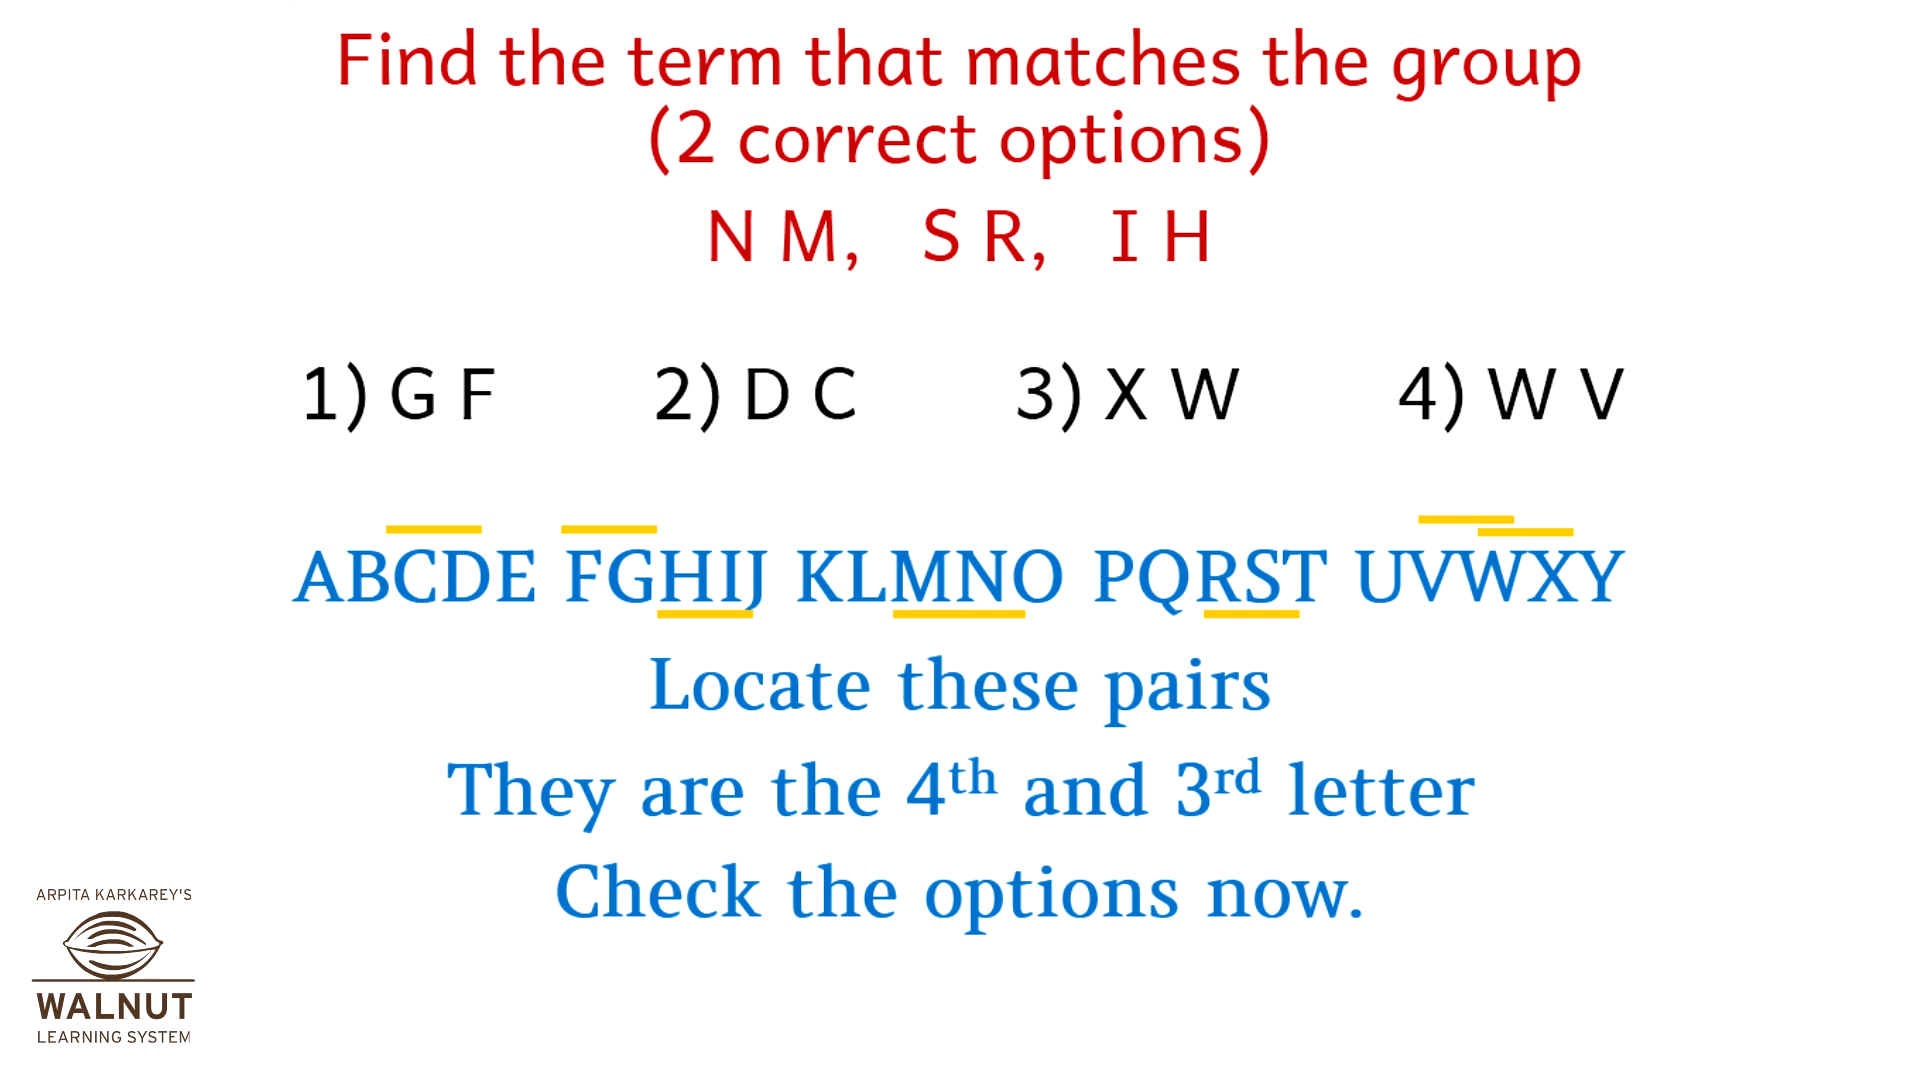 Find the term that matches the group
(2 correct options)
N M, S R, I H
1) G F 2) D C 3) X W 4) W V
ABCDE FGHIJ KLMNO PQRST UVWXY
Locate these pairs
They are the 4th and 3rd letter
Check the options now.
ARPITA KARKAREY'S
WALNUT
LEARNING SYSTEM